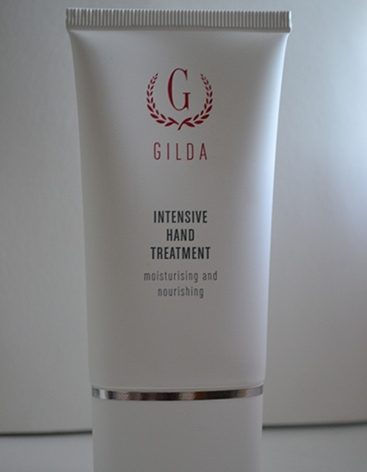 G
GILDA
INTENSIVE
HAND
TREATMENT
moisturising and
nourishing